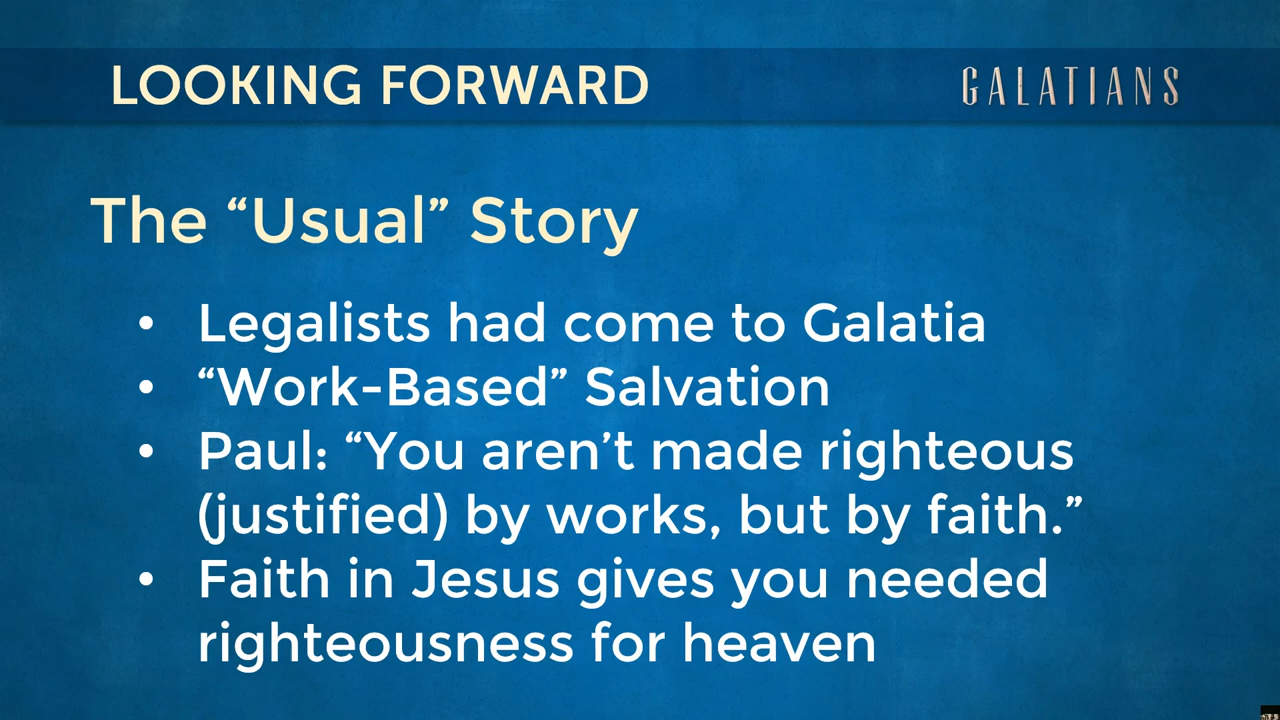 LOOKING FORWARD
GALATIANS
The “Usual” Story
• Legalists had come to Galatia
• “Work-Based” Salvation
• Paul: “You aren’t made righteous
(justified) by works, but by faith.”
• Faith in Jesus gives you needed
righteousness for heaven